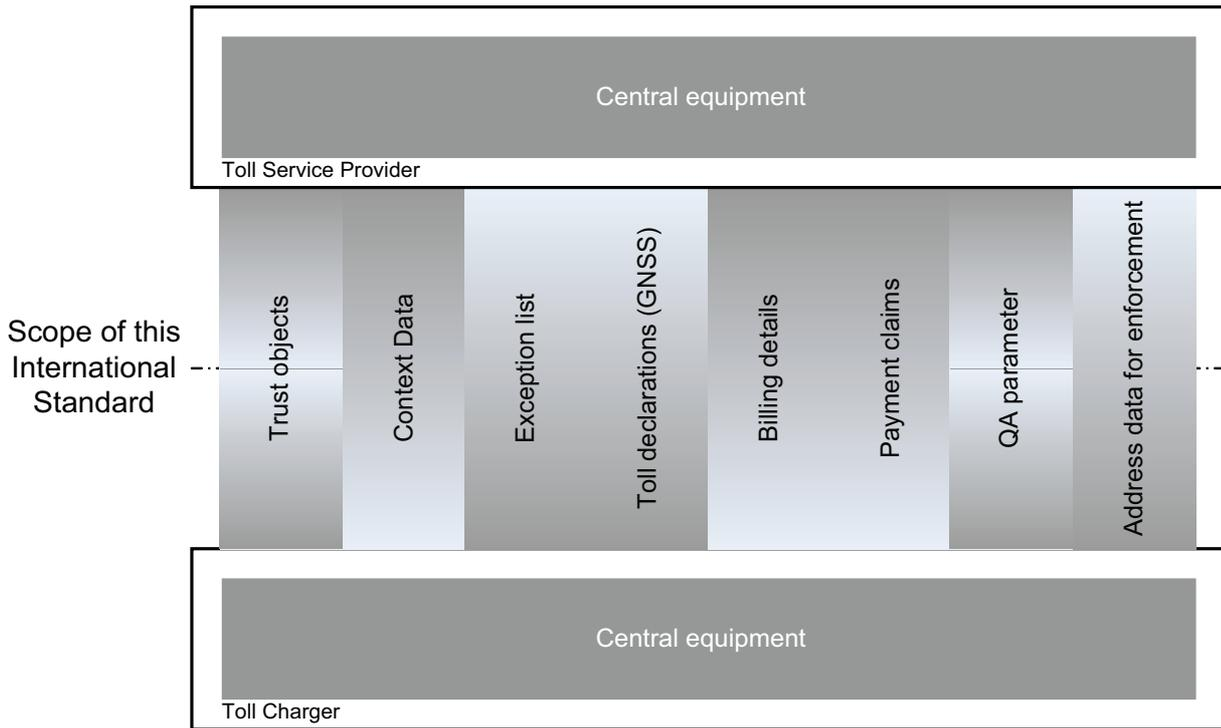 Central equipment
Toll Service Provider
Scope of this
International
Standard
Trust objects
Context Data
Exception list
Toll declarations (GNSS)
Billing details
Payment claims
QA parameter
Address data for enforcement
Central equipment
Toll Charger